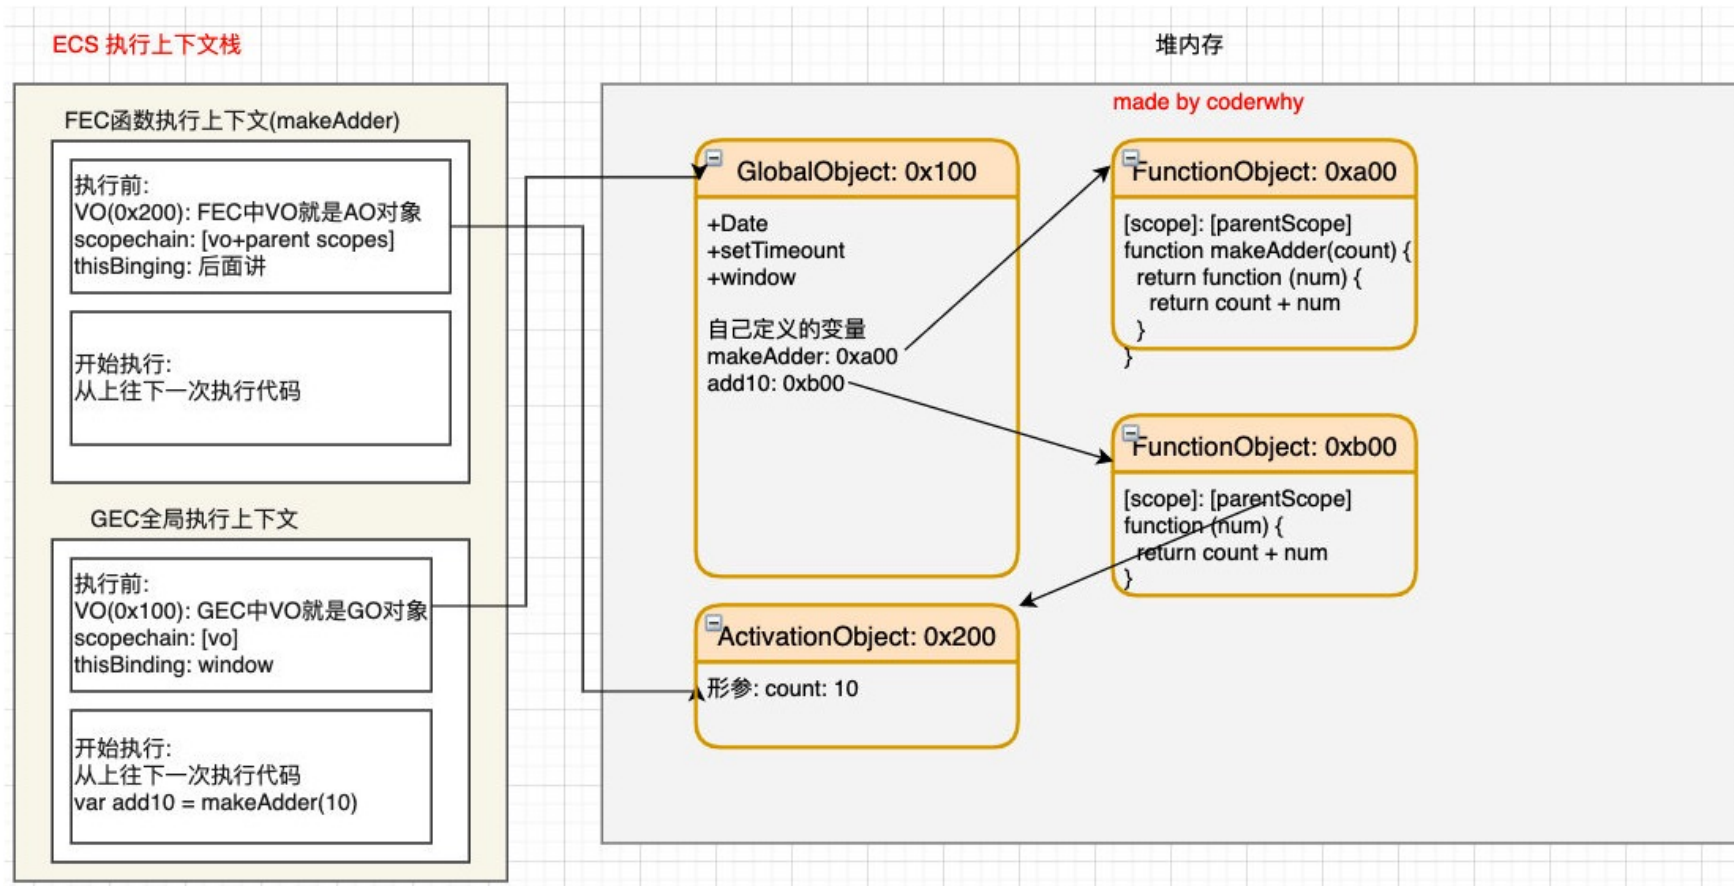 ECS 执行上下文栈
FEC函数执行上下文(makeAdder)
执行前:
VO(0x200): FEC中VO就是AO对象
scopechain: [vo+parent scopes]
thisBinging: 后面讲
开始执行:
从上往下一次执行代码
GEC全局执行上下文
执行前:
VO(0x100): GEC中VO就是GO对象
scopechain: [vo]
thisBinding: window
开始执行:
从上往下一次执行代码
var add10 = makeAdder(10)
堆内存
made by coderwhy
GlobalObject: 0x100
+Date
+setTimeount
+window
自己定义的变量
makeAdder: 0xa00
add10: 0xb00
FunctionObject: 0xa00
[scope]: [parentScope]
function makeAdder(count) {
return function (num) {
return count + num
}
}
FunctionObject: 0xb00
[scope]: [parentScope]
function (num) {
return count + num
}
ActivationObject: 0x200
形参: count: 10